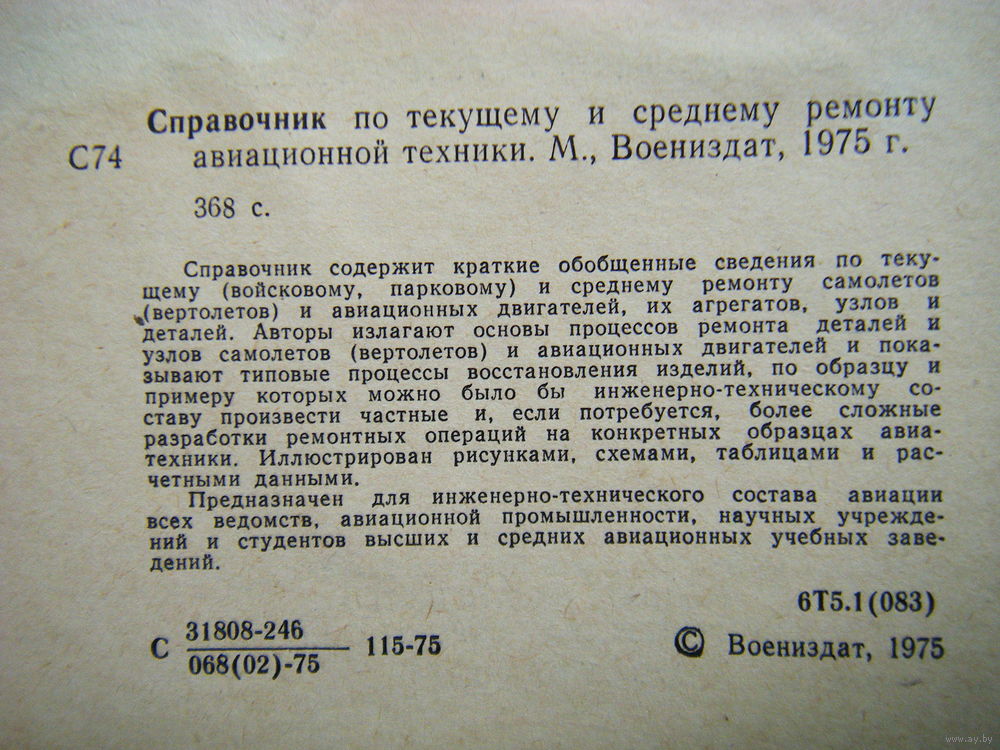 Справочник по текущему и среднему ремонту
С74 авиационной техники. М., Воениздат, 1975 г.
368 с.
Справочник содержит краткие обобщенные сведения по теку-
щему (войсковому, парковому) и среднему ремонту самолетов
(вертолетов) и авиационных двигателей, их агрегатов, узлов и
деталей. Авторы излагают основы процессов ремонта деталей и
узлов самолетов (вертолетов) и авиационных двигателей и пока-
зывают типовые процессы восстановления изделий, по образцу и
примеру которых можно было бы инженерно-техническому со-
ставу произвести частные и, если потребуется, более сложные
разработки ремонтных операций на конкретных образцах авиа-
техники. Иллюстрирован рисунками, схемами, таблицами и рас-
четными данными.
Предназначен для инженерно-технического состава авиации
всех ведомств, авиационной промышленности, научных учрежде-
ний и студентов высших и средних авиационных учебных заве-
дений.
6Т5.1(083)
С 31808-246 115-75
068(02)-75
© Воениздат, 1975
www.ay.by